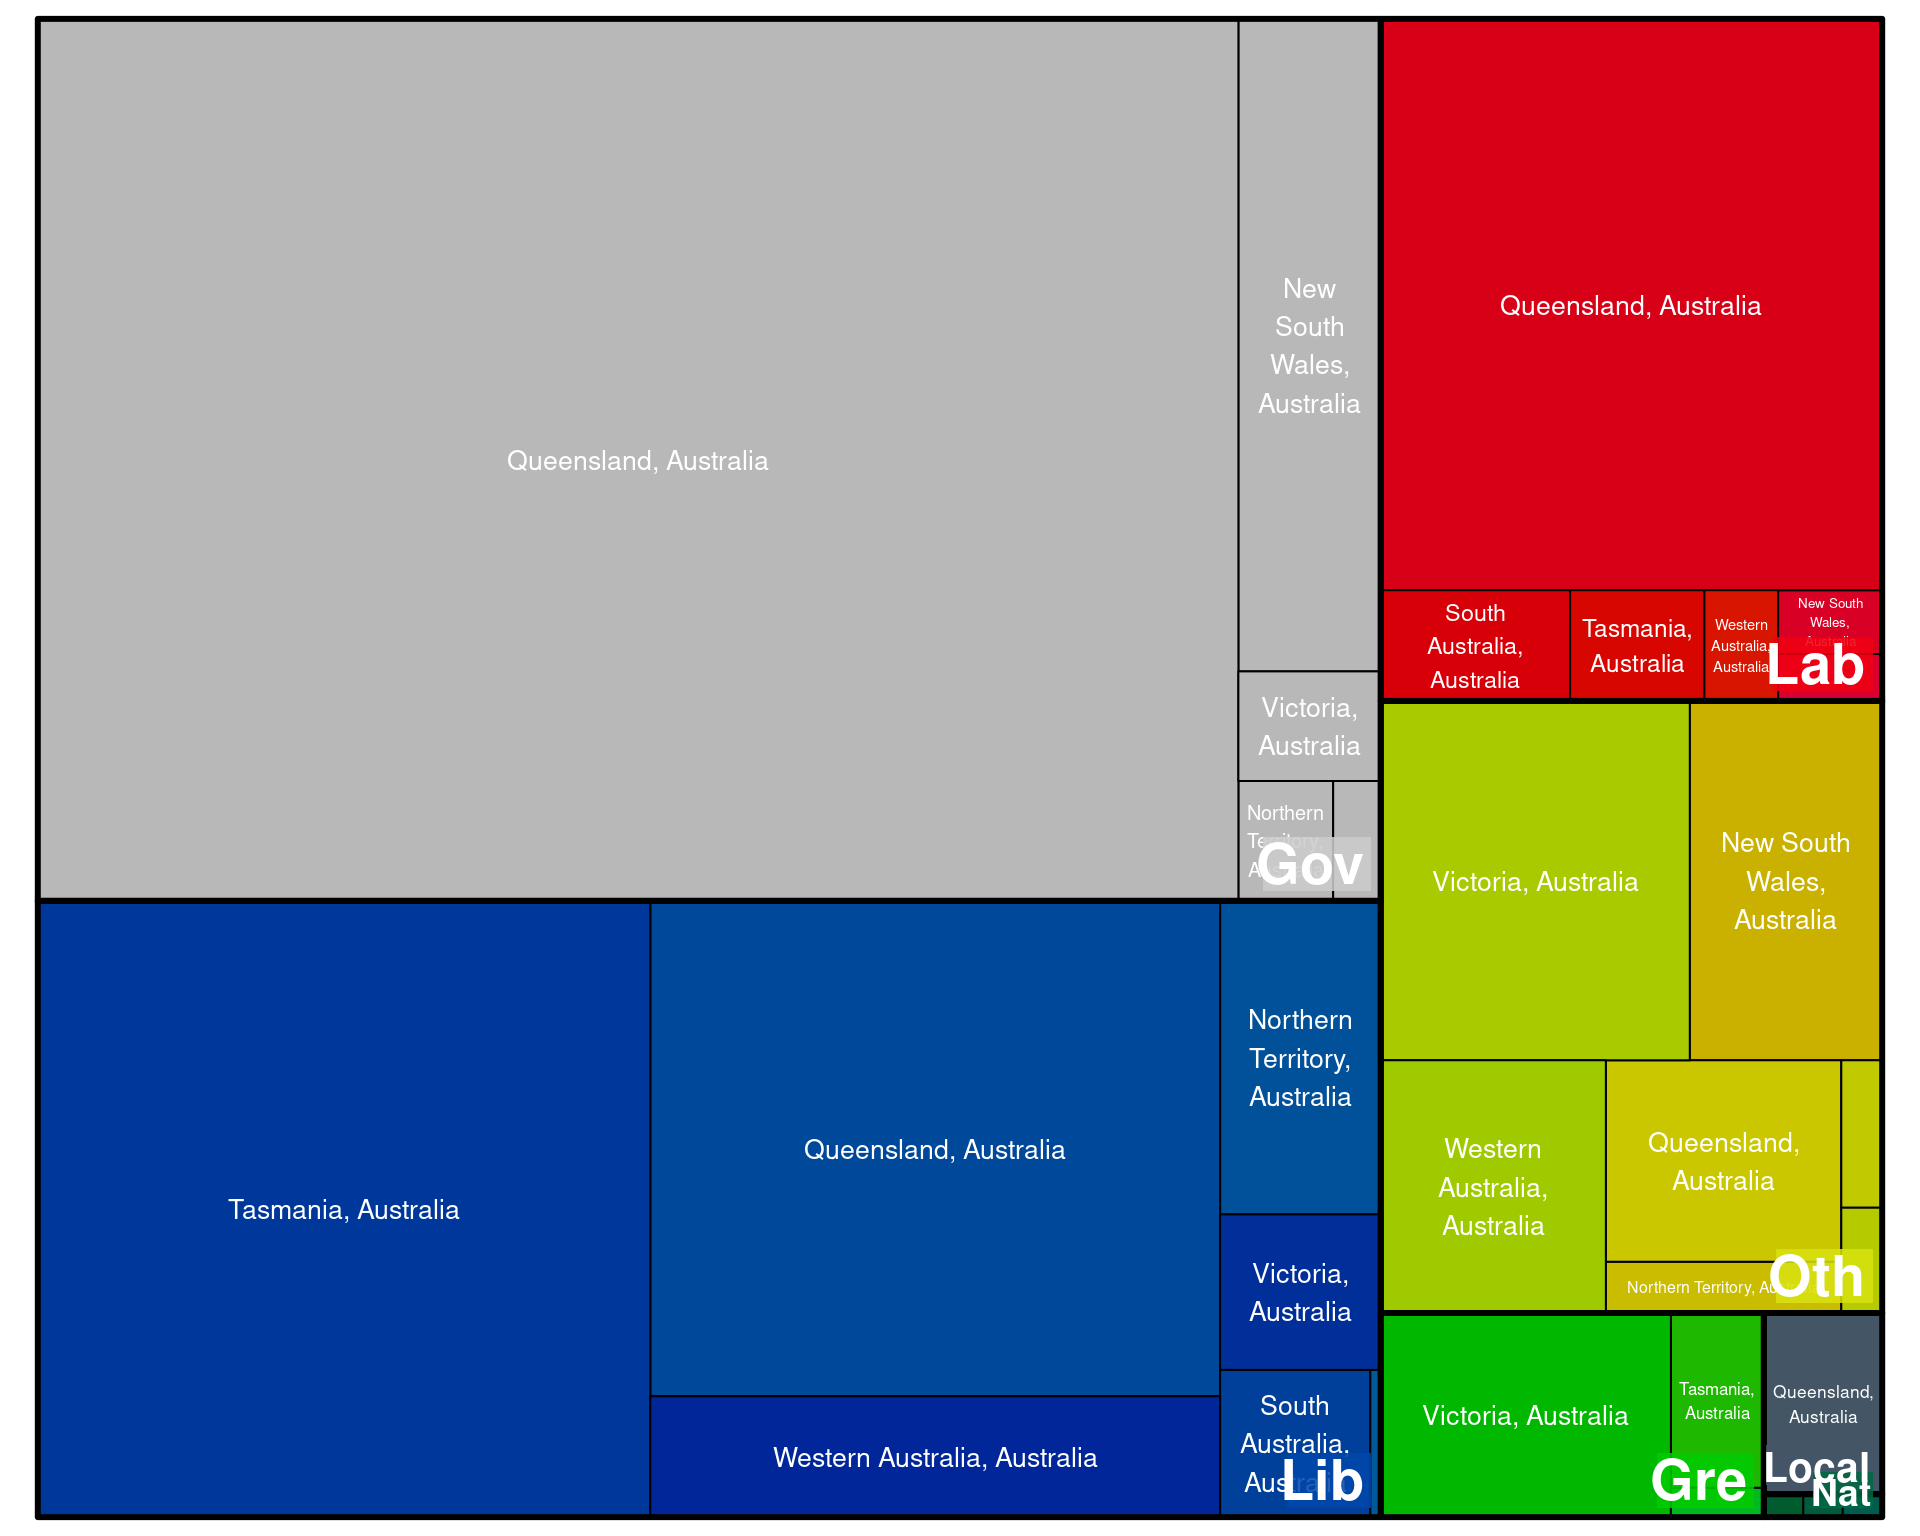 Queensland, Australia
New
South
Wales,
Australia
Victoria,
Australia
Northern
Territory,
Gov
Queensland, Australia
South
Australia,
Australia
Tasmania,
Australia
Western
Australia,
Australia
New South
Wales,
Australia
Lab
Tasmania, Australia
Queensland, Australia
Western Australia, Australia
Northern
Territory,
Australia
Victoria,
Australia
South
Australia,
Australia
Lib
Victoria, Australia
New South
Wales,
Australia
Western
Australia,
Australia
Queensland,
Australia
Northern Territory,
Oth
Victoria, Australia
Tasmania,
Australia
Gre
Queensland,
Australia
Local
Nat